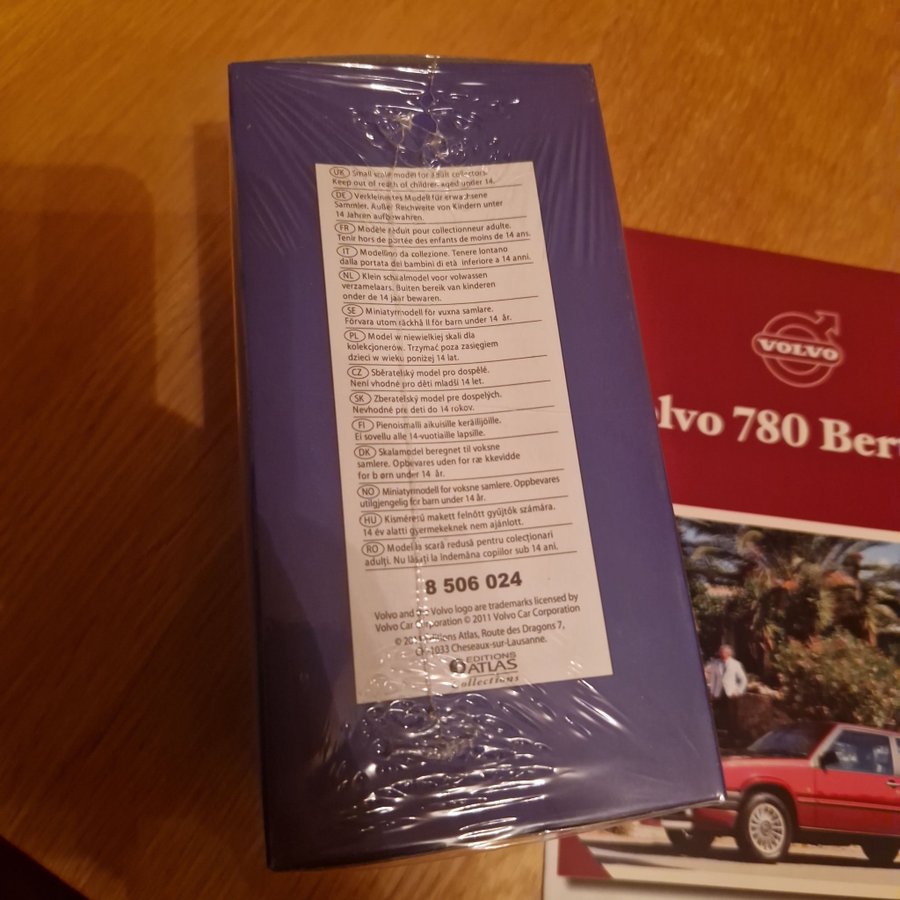 UK Small scale model for adult collectors.
Keep out of reach of children aged under 14.
DE Verkleinertes Modell für erwachsene
Sammler. Außer Reichweite von Kindern unter
14 Jahren aufbewahren.
FR Modèle réduit pour collectionneur adulte.
Tenir hors de portée des enfants de moins de 14 ans.
IT Modellino da collezione. Tenere lontano
dalla portata dei bambini di età inferiore a 14 anni.
NL Klein schaalmodel voor volwassen
verzamelaars. Buiten bereik van kinderen
onder de 14 jaar bewaren.
SE Miniatyrmodell för vuxna samlare.
Förvara utom räckhå ll för barn under 14 år.
PL Model w niewielkiej skali dla
kolekcjonerów. Trzymać poza zasięgiem
dzieci w wieku poniżej 14 lat.
CZ Sběratelský model pro dospělé.
Není vhodné pro děti mladší 14 let.
SK Zberatelský model pre dospelých.
Nevhodné pre deti do 14 rokov.
FI Pienoismalli aikuisille keräilijöille.
Ei sovellu alle 14-vuotiaille lapsille.
DK Skalamodel beregnet til voksne
samlere. Opbevares uden for ræ kkevidde
for b ørn under 14 år.
NO Miniatyrmodell for voksne samlere. Oppbevares
utilgjengelig for barn under 14 år.
HU Kisméresű makett felnőtt gyűjtők számára.
14 év alatti gyermekeknek nem ajánlott.
RO Model la scară redusă pentru colecționari
adulți. Nu lăsați la îndemâna copiilor sub 14 ani.
8 506 024
Volvo and the Volvo logo are trademarks licensed by
Volvo Car Corporation © 2011 Volvo Car Corporation
© 2011 Editions Atlas, Route des Dragons 7,
CH-1033 Cheseaux-sur-Lausanne.
EDITIONS
ATLAS
Collections
VOLVO
olvo 780 Bert